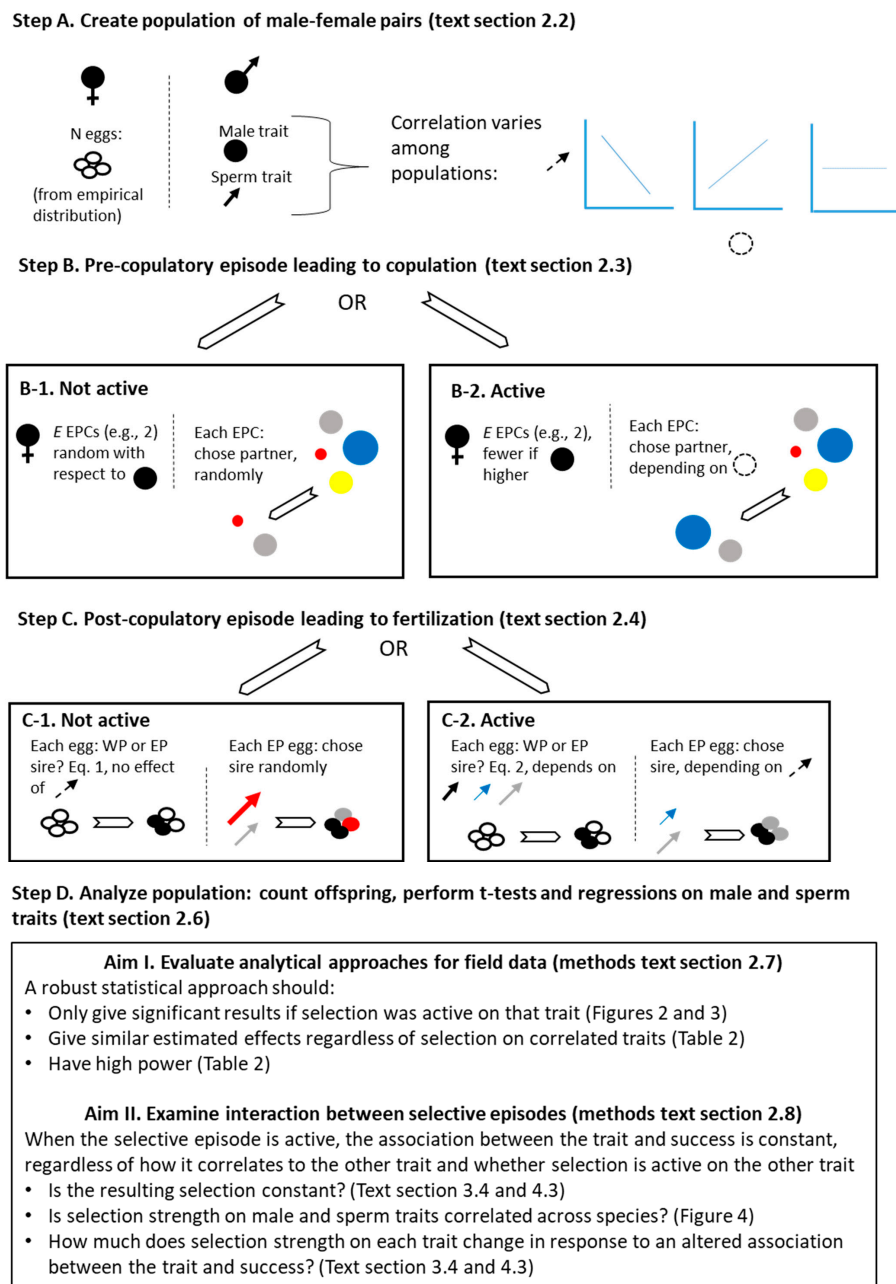 Step A. Create population of male-female pairs (text section 2.2)
N eggs:
(from empirical
distribution)
Male trait
Sperm trait
Correlation varies
among
populations:
Step B. Pre-copulatory episode leading to copulation (text section 2.3)
OR
B-1. Not active
E EPCs (e.g., 2)
random with
respect to
Each EPC:
chose partner,
randomly
B-2. Active
E EPCs (e.g., 2),
fewer if
higher
Each EPC:
chose partner,
depending on
Step C. Post-copulatory episode leading to fertilization (text section 2.4)
OR
C-1. Not active
Each egg: WP or EP
sire? Eq. 1, no effect
of
Each EP egg: chose
sire randomly
C-2. Active
Each egg: WP or EP
sire? Eq. 2, depends on
Each EP egg: chose
sire, depending on
Step D. Analyze population: count offspring, perform t-tests and regressions on male and sperm
traits (text section 2.6)
Aim I. Evaluate analytical approaches for field data (methods text section 2.7)
A robust statistical approach should:
• Only give significant results if selection was active on that trait (Figures 2 and 3)
• Give similar estimated effects regardless of selection on correlated traits (Table 2)
• Have high power (Table 2)
Aim II. Examine interaction between selective episodes (methods text section 2.8)
When the selective episode is active, the association between the trait and success is constant,
regardless of how it correlates to the other trait and whether selection is active on the other trait
• Is the resulting selection constant? (Text section 3.4 and 4.3)
• Is selection strength on male and sperm traits correlated across species? (Figure 4)
• How much does selection strength on each trait change in response to an altered association
between the trait and success? (Text section 3.4 and 4.3)